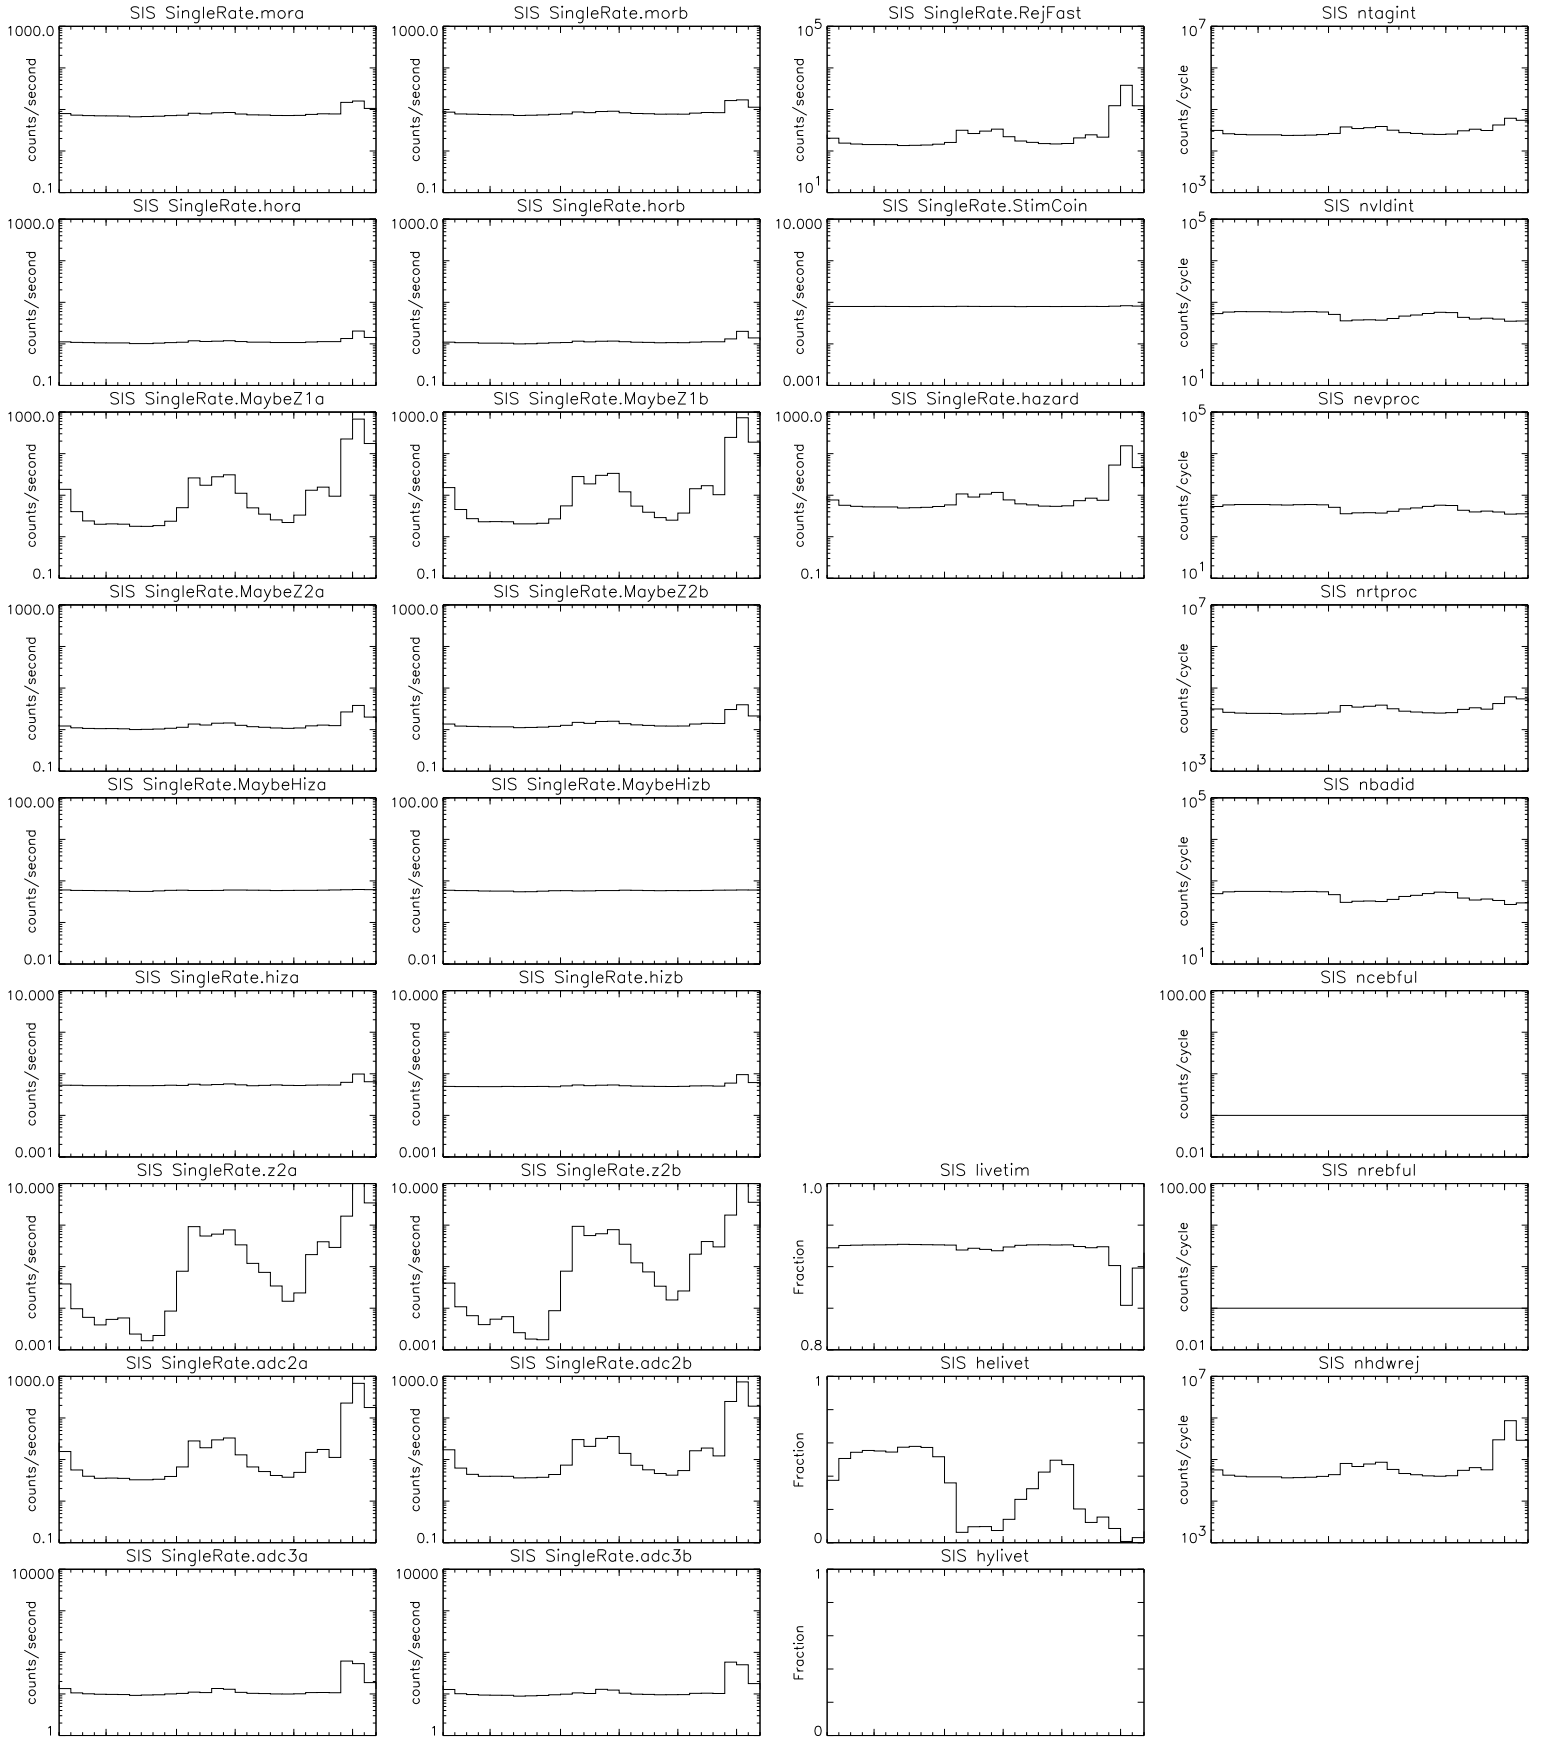 SIS SingleRate.mora
1000.0
counts/second
0.1
SIS SingleRate.morb
1000.0
counts/second
0.1
SIS SingleRate.RejFast
10^5
counts/second
10^1
SIS ntagint
10^7
counts/cycle
10^3
SIS SingleRate.hora
1000.0
counts/second
0.1
SIS SingleRate.horb
1000.0
counts/second
0.1
SIS SingleRate.StimCoin
10.000
counts/second
0.001
SIS nvldint
10^5
counts/cycle
10^1
SIS SingleRate.MaybeZ1a
1000.0
counts/second
0.1
SIS SingleRate.MaybeZ1b
1000.0
counts/second
0.1
SIS SingleRate.hazard
1000.0
counts/second
0.1
SIS nevproc
10^5
counts/cycle
10^1
SIS SingleRate.MaybeZ2a
1000.0
counts/second
0.1
SIS SingleRate.MaybeZ2b
1000.0
counts/second
0.1
SIS nrtproc
10^7
counts/cycle
10^3
SIS SingleRate.MaybeHiza
100.00
counts/second
0.01
SIS SingleRate.MaybeHizb
100.00
counts/second
0.01
SIS nbadid
10^5
counts/cycle
10^1
SIS SingleRate.hiza
10.000
counts/second
0.001
SIS SingleRate.hizb
10.000
counts/second
0.001
SIS ncebful
100.00
counts/cycle
0.01
SIS SingleRate.z2a
10.000
counts/second
0.001
SIS SingleRate.z2b
10.000
counts/second
0.001
SIS livetim
1.0
Fraction
0.8
SIS nrebful
100.00
counts/cycle
0.01
SIS SingleRate.adc2a
1000.0
counts/second
0.1
SIS SingleRate.adc2b
1000.0
counts/second
0.1
SIS helivet
1
Fraction
0
SIS nhdwrej
10^7
counts/cycle
10^3
SIS SingleRate.adc3a
10000
counts/second
1
SIS SingleRate.adc3b
10000
counts/second
1
SIS hylivet
1
Fraction
0